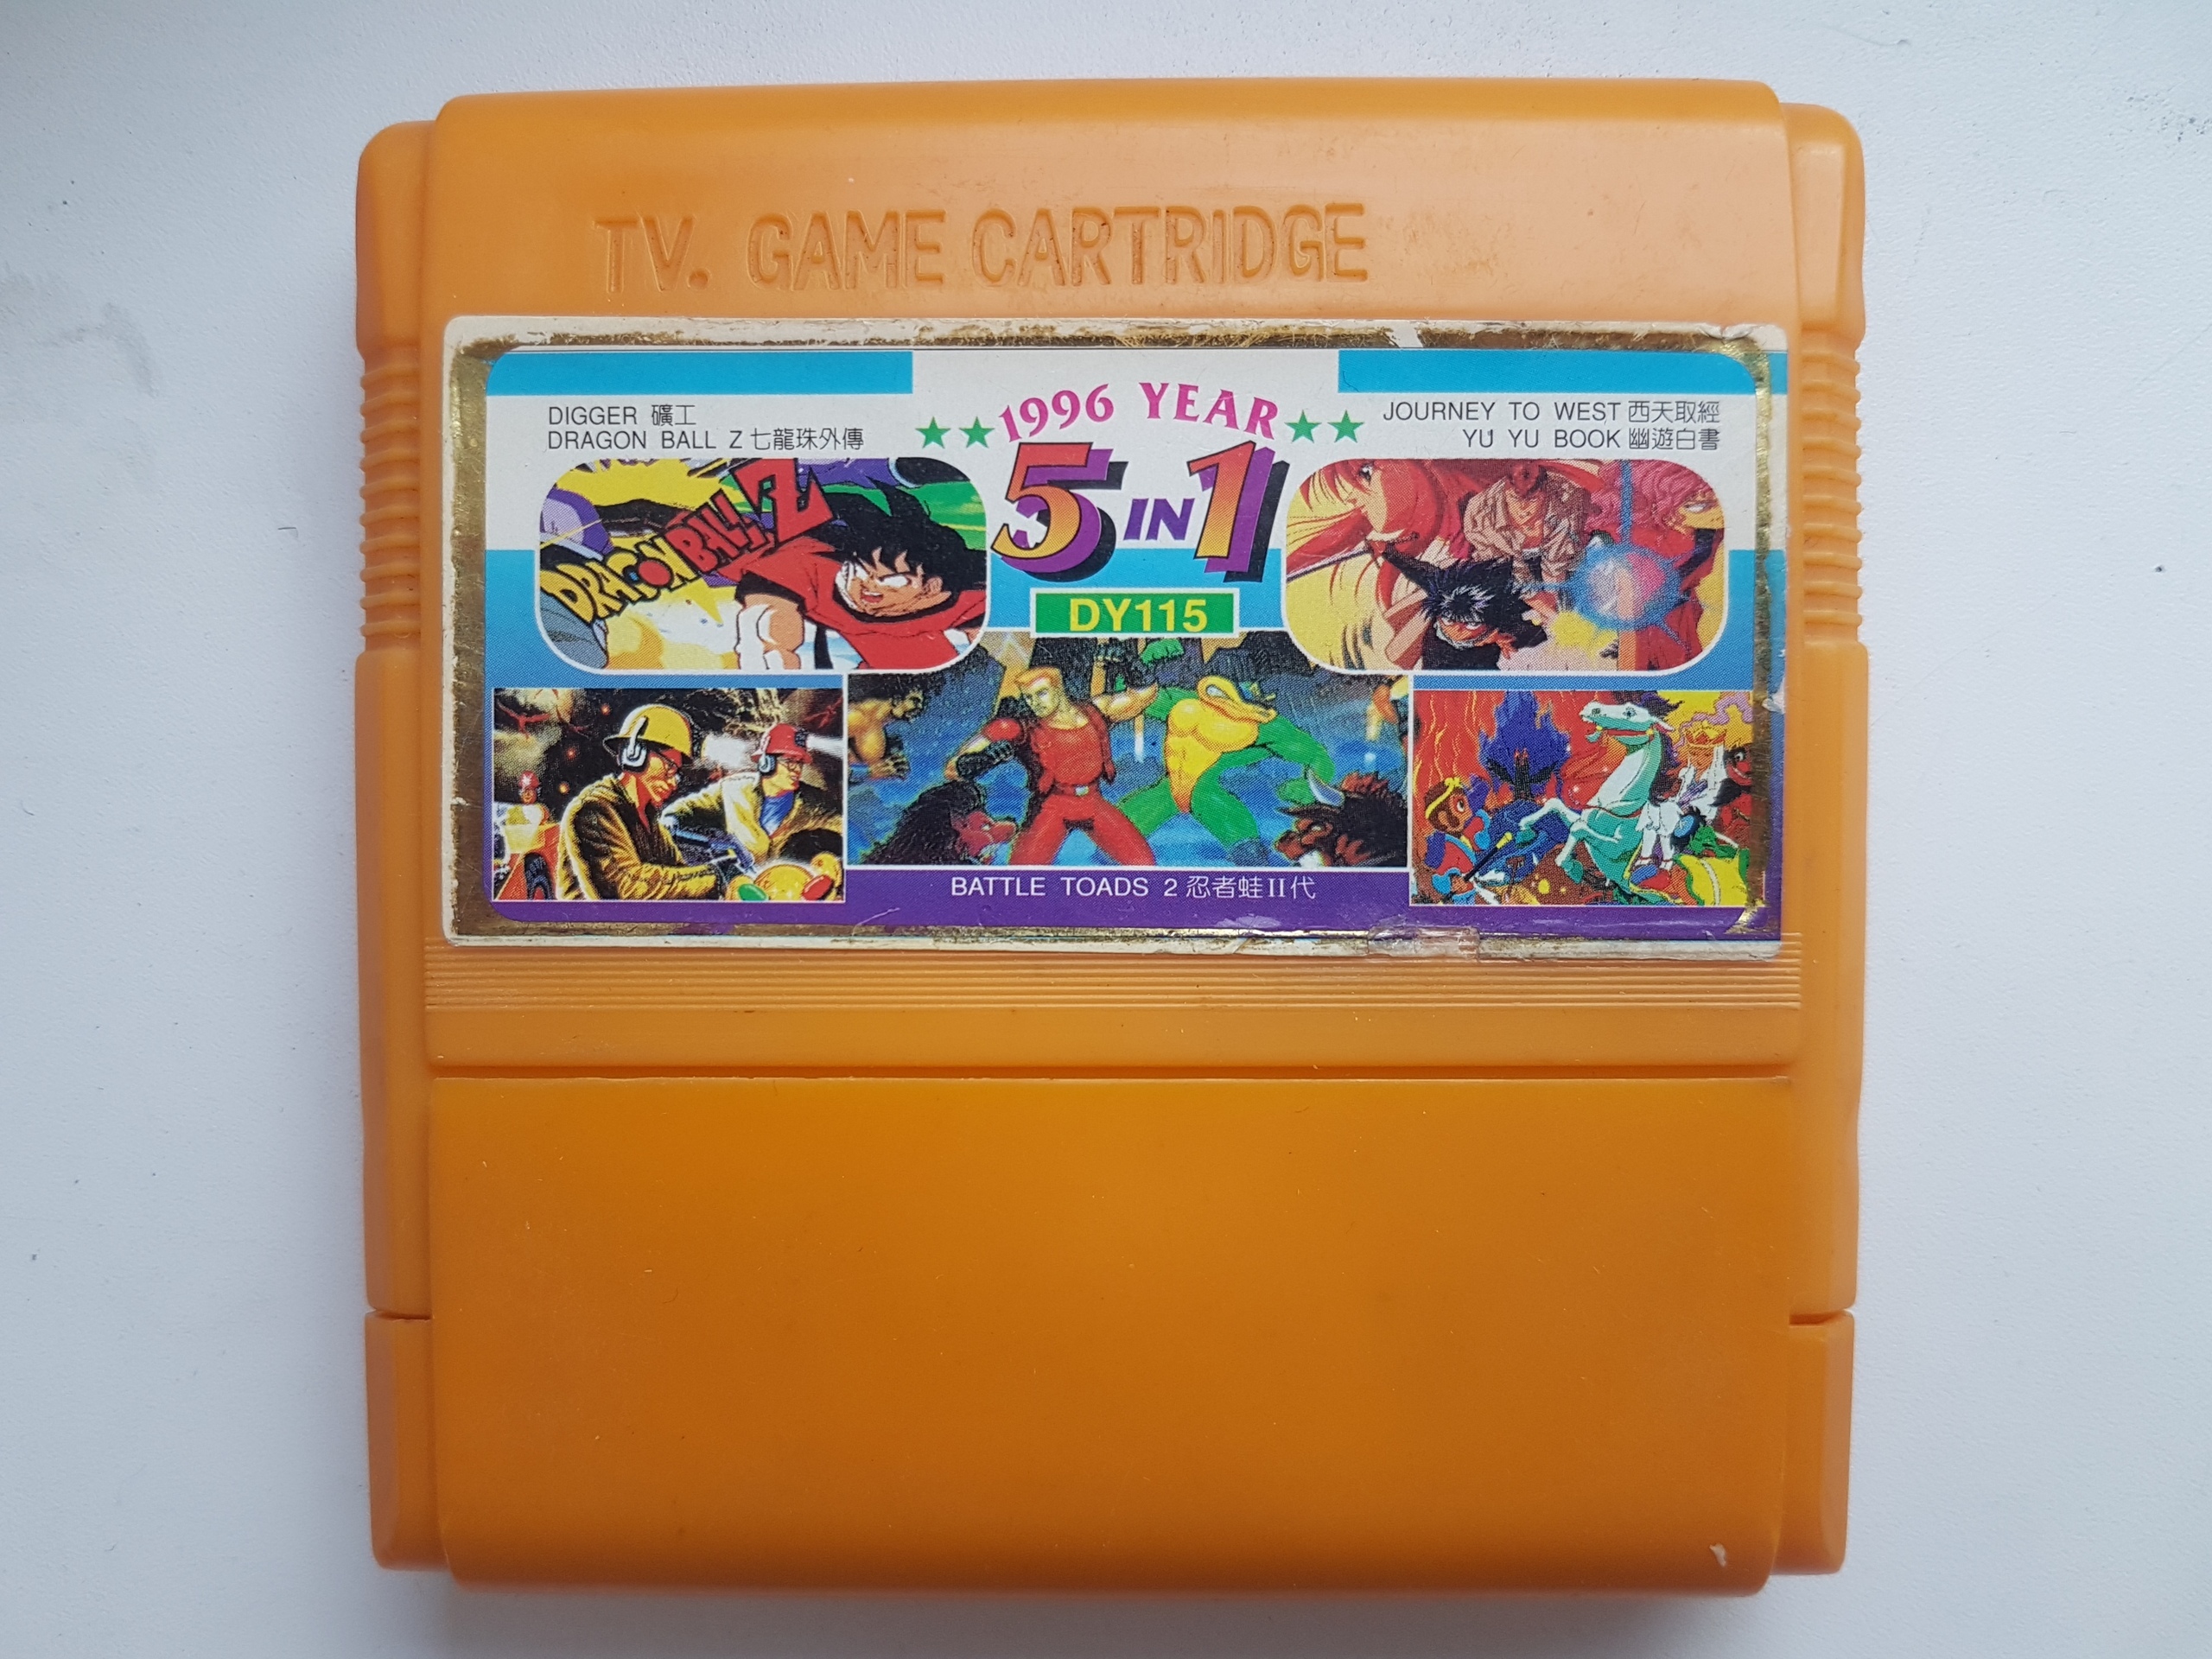 TV. GAME CARTRIDGE
1996 YEAR
5 IN 1
DY115
DIGGER 礦工
DRAGON BALL Z 七龍珠外傳
JOURNEY TO WEST 西天取經
YU YU BOOK 幽遊白書
DRAGON BALL Z
BATTLE TOADS 2 忍者蛙II代